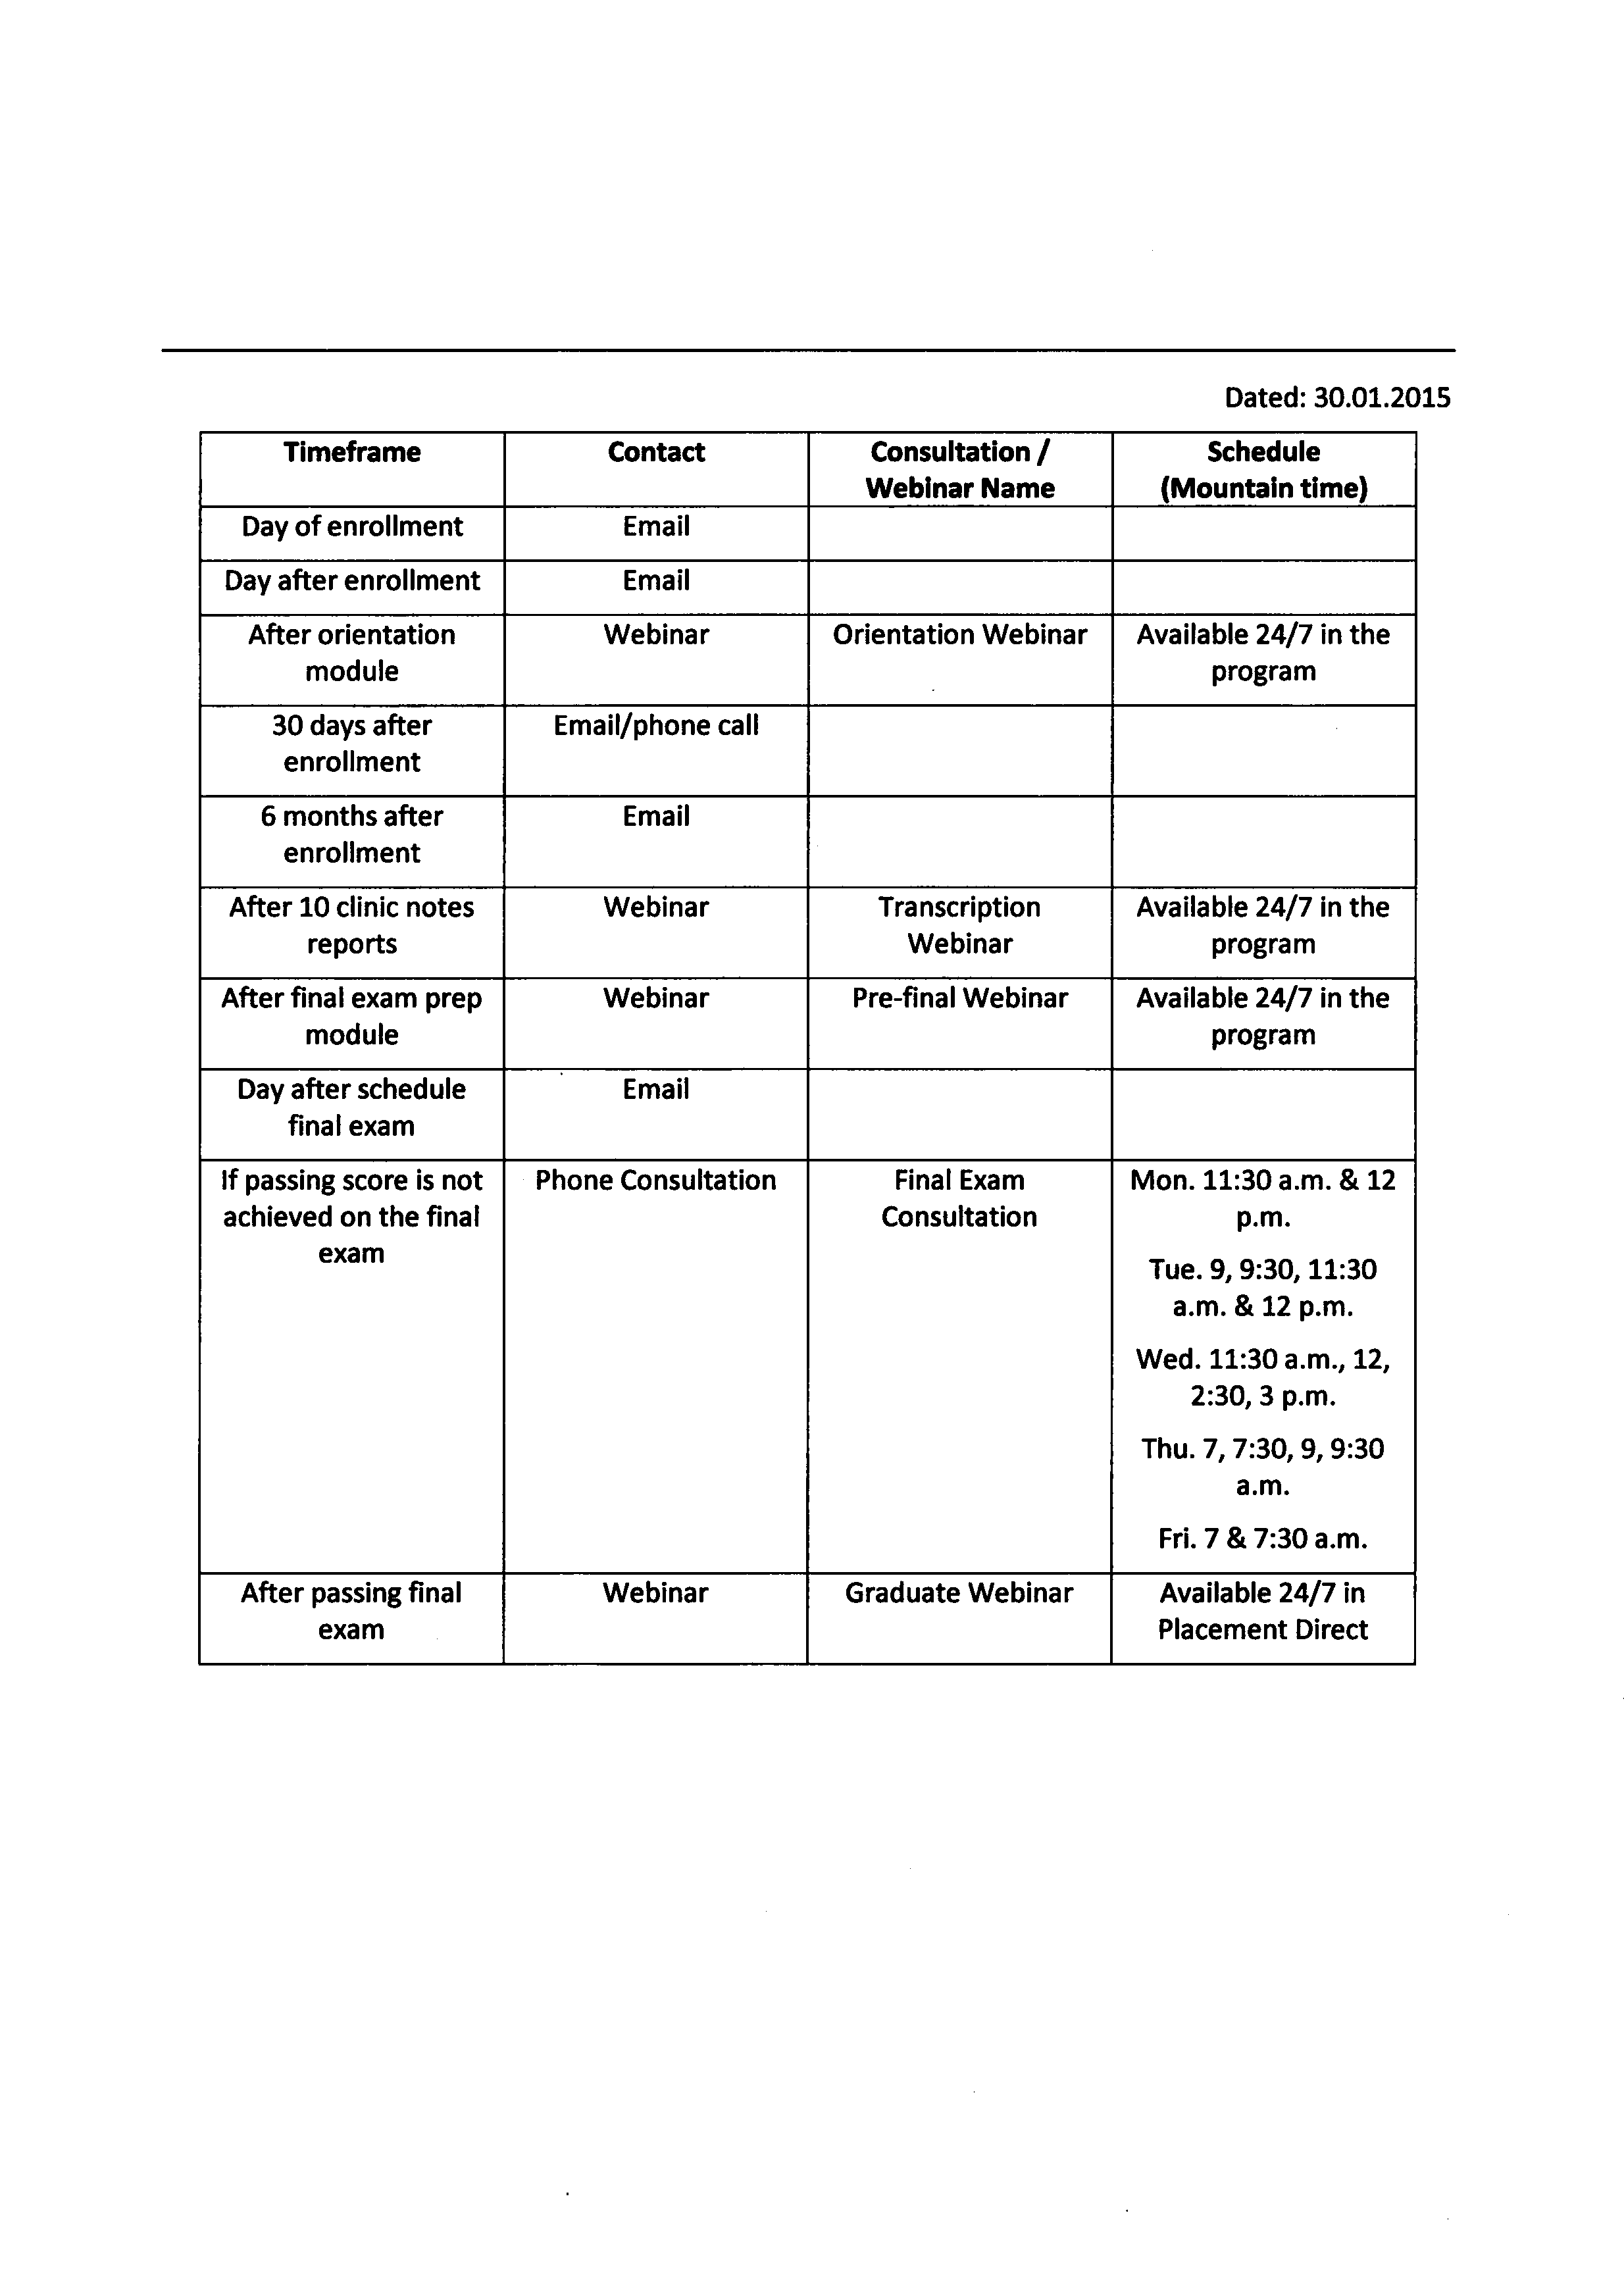 Dated: 30.01.2015
Timeframe Contact Consultation / Schedule
Webinar Name (Mountain time)
Day of enrollment Email
Day after enrollment Email
After orientation Webinar Orientation Webinar Available 24/7 in the
module program
30 days after Email/phone call
enrollment
6 months after Email
enrollment
After 10 clinic notes Webinar Transcription Available 24/7 in the
reports Webinar program
After final exam prep Webinar Pre-final Webinar Available 24/7 in the
module program
Day after schedule Email
final exam
If passing score is not Phone Consultation Final Exam Mon. 11:30 a.m. & 12
achieved on the final Consultation p.m.
exam
Tue. 9, 9:30, 11:30
a.m. & 12 p.m.
Wed. 11:30 a.m., 12,
2:30, 3 p.m.
Thu. 7, 7:30, 9, 9:30
a.m.
Fri. 7 & 7:30 a.m.
After passing final Webinar Graduate Webinar Available 24/7 in
exam Placement Direct